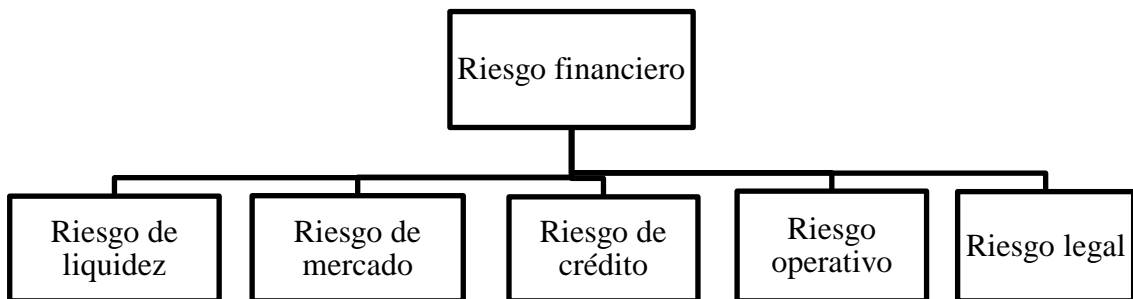 Riesgo financiero
Riesgo de
liquidez
Riesgo de
mercado
Riesgo de
crédito
Riesgo
operativo
Riesgo legal